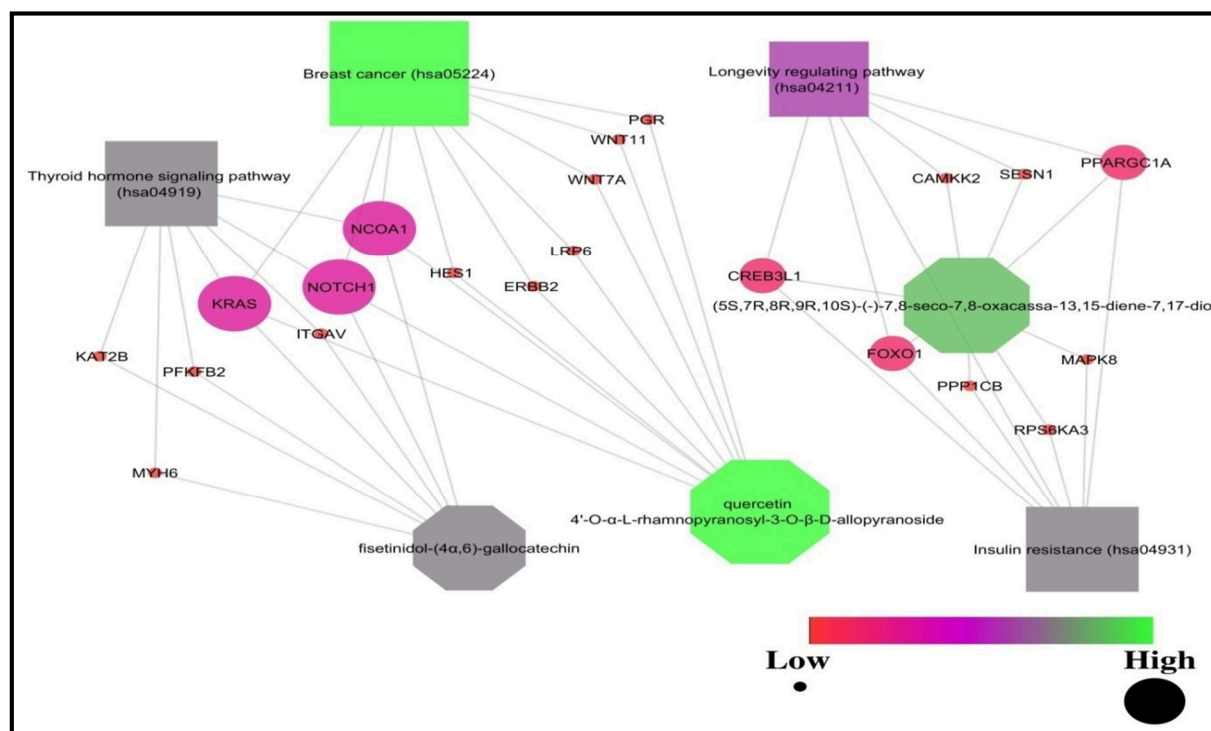 Breast cancer (hsa05224)
Longevity regulating pathway
(hsa04211)
PGR
WNT11
PPARGC1A
SESN1
CAMKK2
Thyroid hormone signaling pathway
(hsa04919)
WNT7A
NCOA1
LRP6
HES1
ERBB2
NOTCH1
KRAS
CREB3L1
(5S,7R,8R,9R,10S)-(-)-7,8-seco-7,8-oxacassa-13,15-diene-7,17-dio
ITGAV
KAT2B
PFKFB2
FOXO1
MAPK8
PPP1CB
RPS6KA3
MYH6
quercetin
4'-O-α-L-rhamnopyranosyl-3-O-β-D-allopyranoside
fisetinidol-(4α,6)-gallocatechin
Insulin resistance (hsa04931)
Low
High